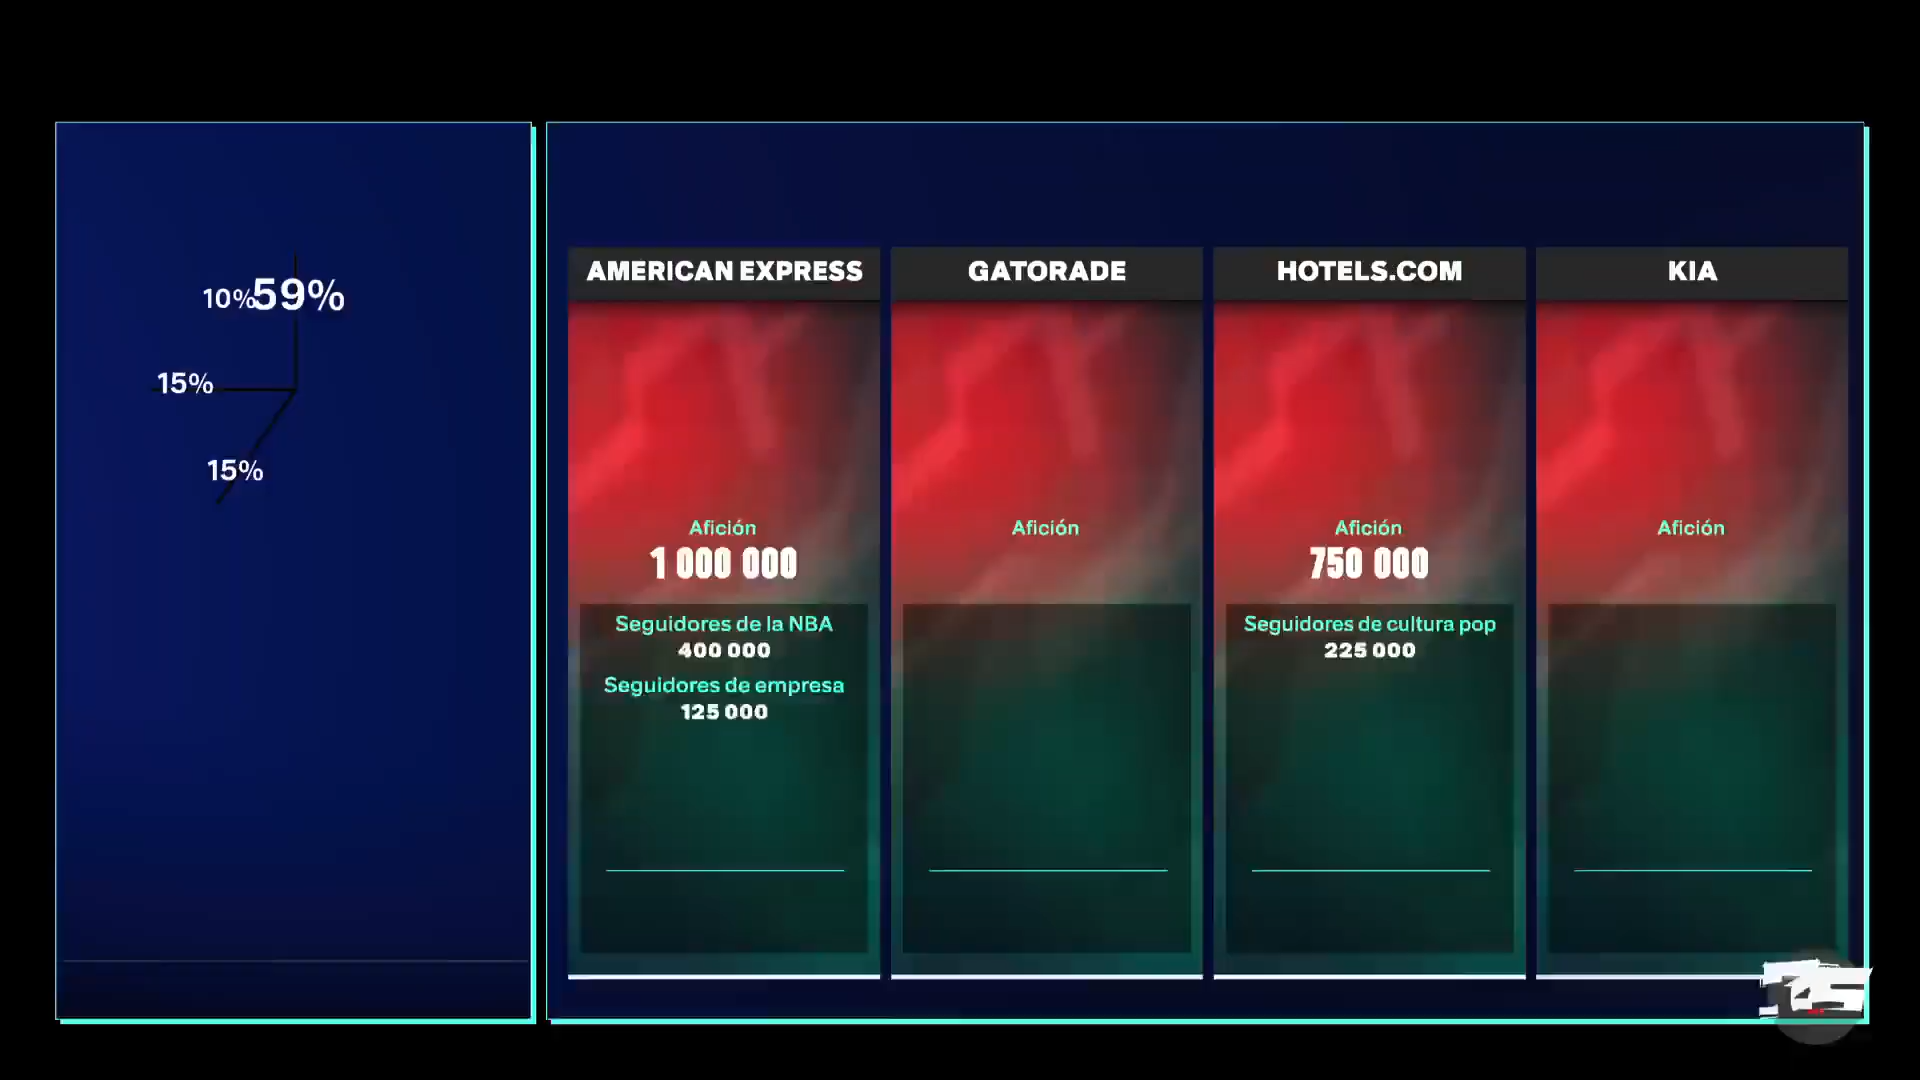 10%
59%
15%
15%
AMERICAN EXPRESS
Afición
1 000 000
Seguidores de la NBA
400 000
Seguidores de empresa
125 000
GATORADE
Afición
HOTELS.COM
Afición
750 000
Seguidores de cultura pop
225 000
KIA
Afición